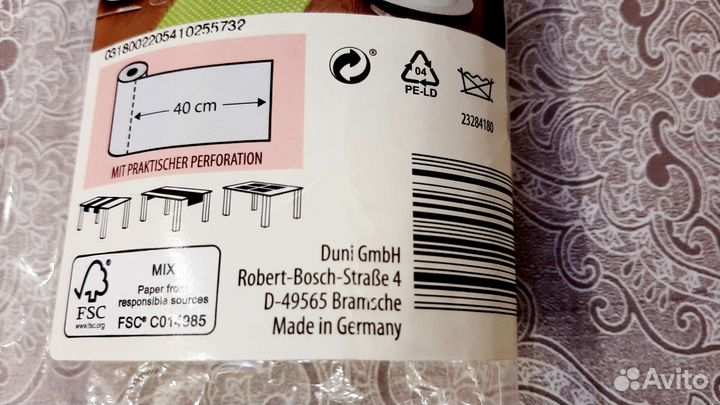 0318002205410255732
40 cm
MIT PRAKTISCHER PERFORATION
®
04
PE-LD
23284180
MIX
Paper from
responsible sources
FSC® C014985
FSC
www.fsc.org
Duni GmbH
Robert-Bosch-Straße 4
D-49565 Bramsche
Made in Germany
Avito